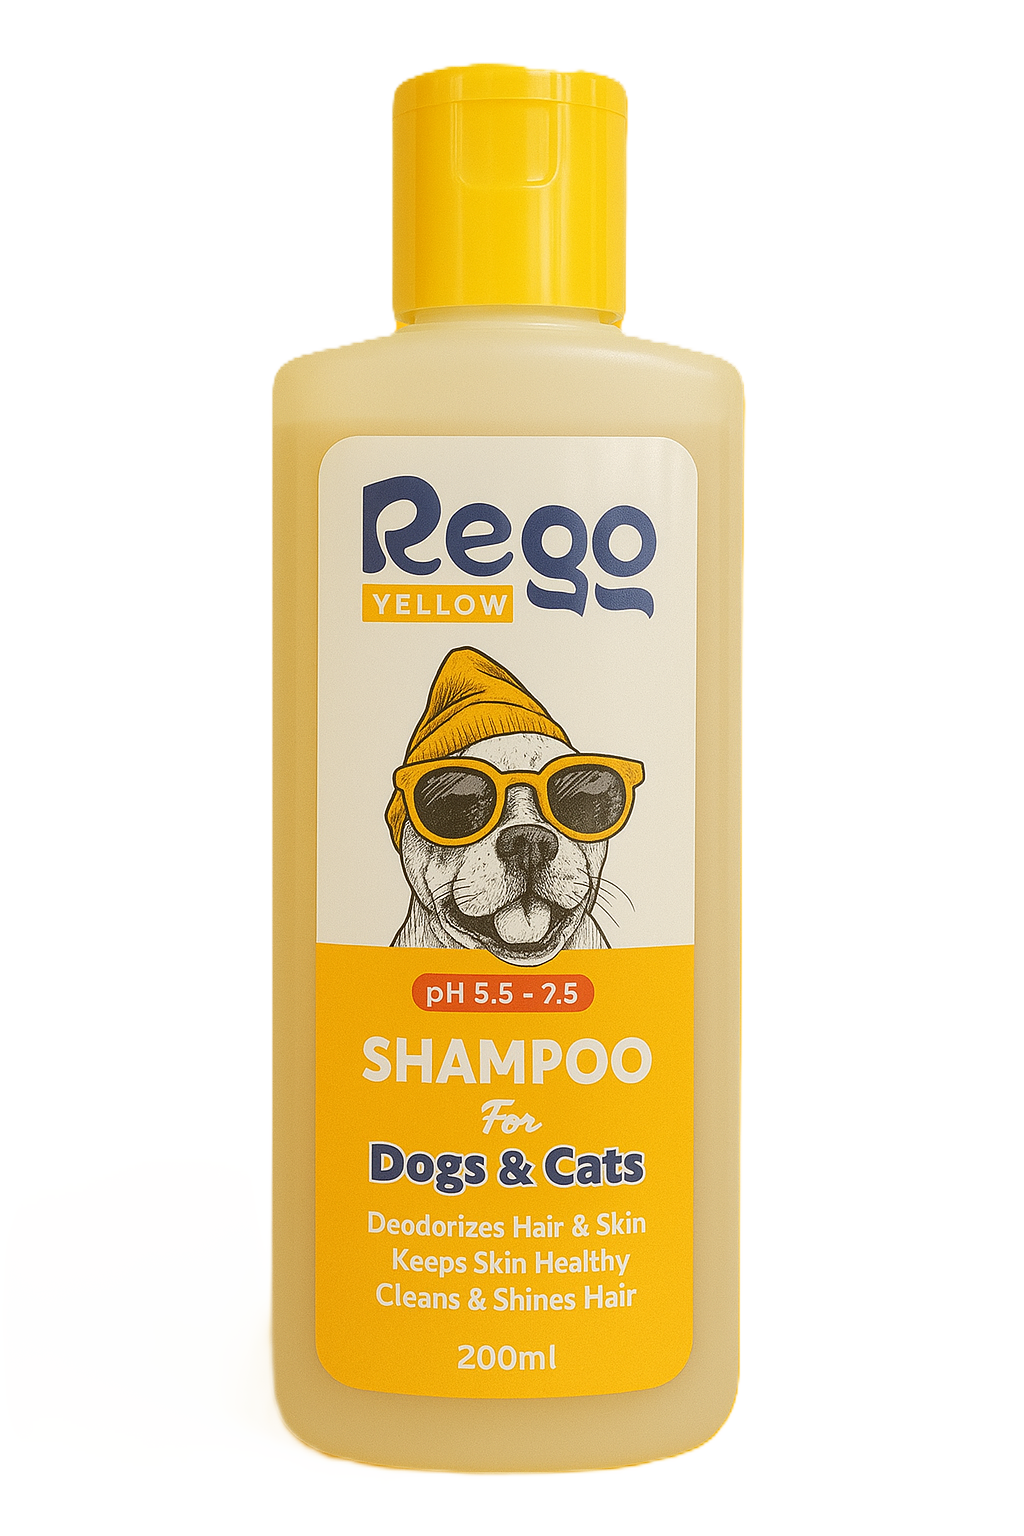 Rego
YELLOW
pH 5.5 - 7.5
SHAMPOO
For
Dogs & Cats
Deodorizes Hair & Skin
Keeps Skin Healthy
Cleans & Shines Hair
200ml